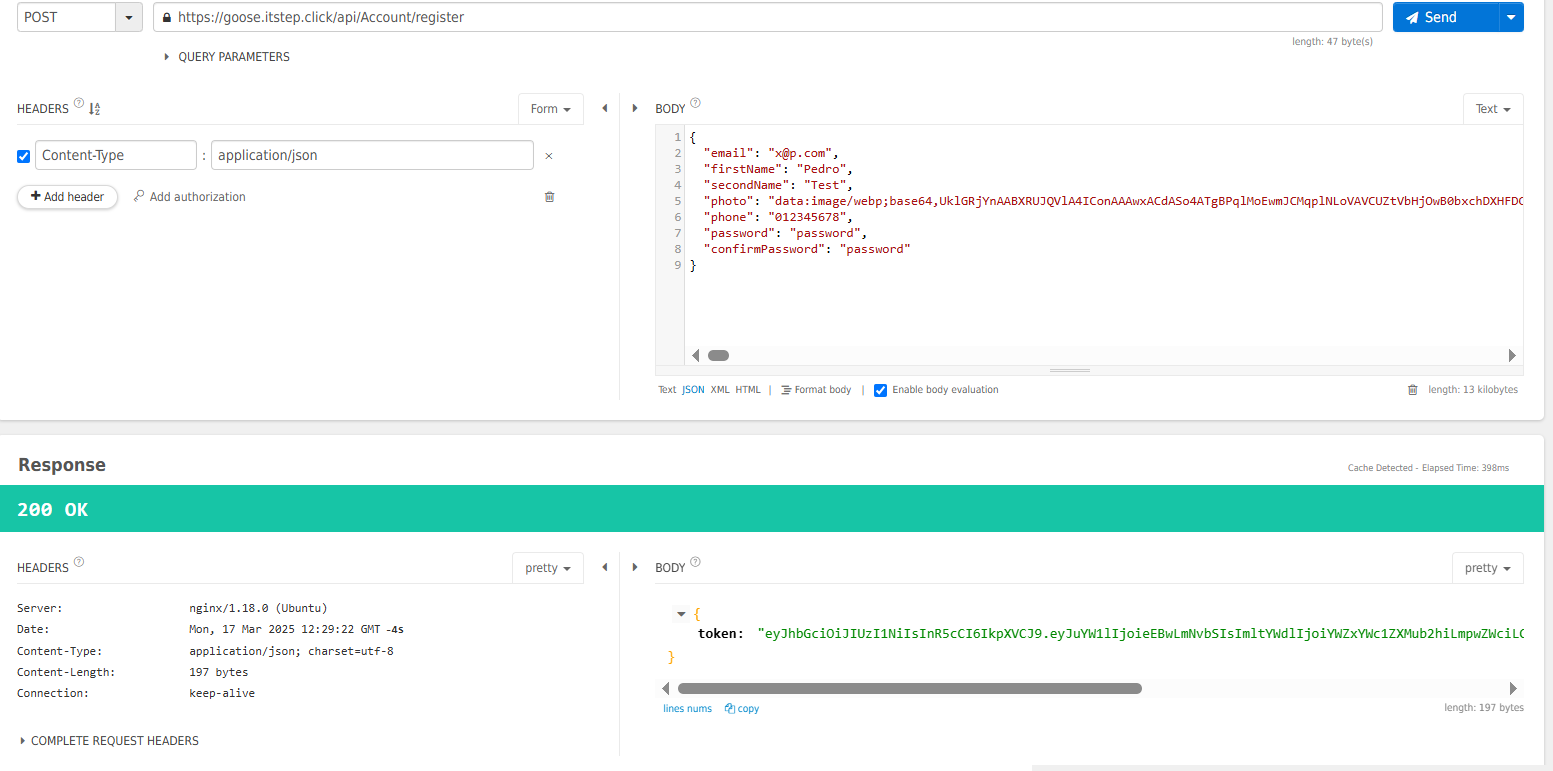 POST
https://goose.itstep.click/api/Account/register
Send
length: 47 byte(s)
QUERY PARAMETERS
HEADERS
Form
BODY
Text
Content-Type : application/json ×
Add header
Add authorization
1 {
2 "email": "x@p.com",
3 "firstName": "Pedro",
4 "secondName": "Test",
5 "photo": "data:image/webp;base64,
6 "phone": "012345678",
7 "password": "password",
8 "confirmPassword": "password"
9 }
Text JSON XML HTML | Format body | Enable body evaluation
length: 13 kilobytes
Response
Cache Detected - Elapsed Time: 398ms
200 OK
HEADERS
pretty
BODY
pretty
Server: nginx/1.18.0 (Ubuntu)
Date: Mon, 17 Mar 2025 12:29:22 GMT -4s
Content-Type: application/json; charset=utf-8
Content-Length: 197 bytes
Connection: keep-alive
COMPLETE REQUEST HEADERS
{
token: "eyJhbGciOiJIUzI1NiIsInR5cCI6IkpXVCJ9.
}
lines nums
copy
length: 197 bytes